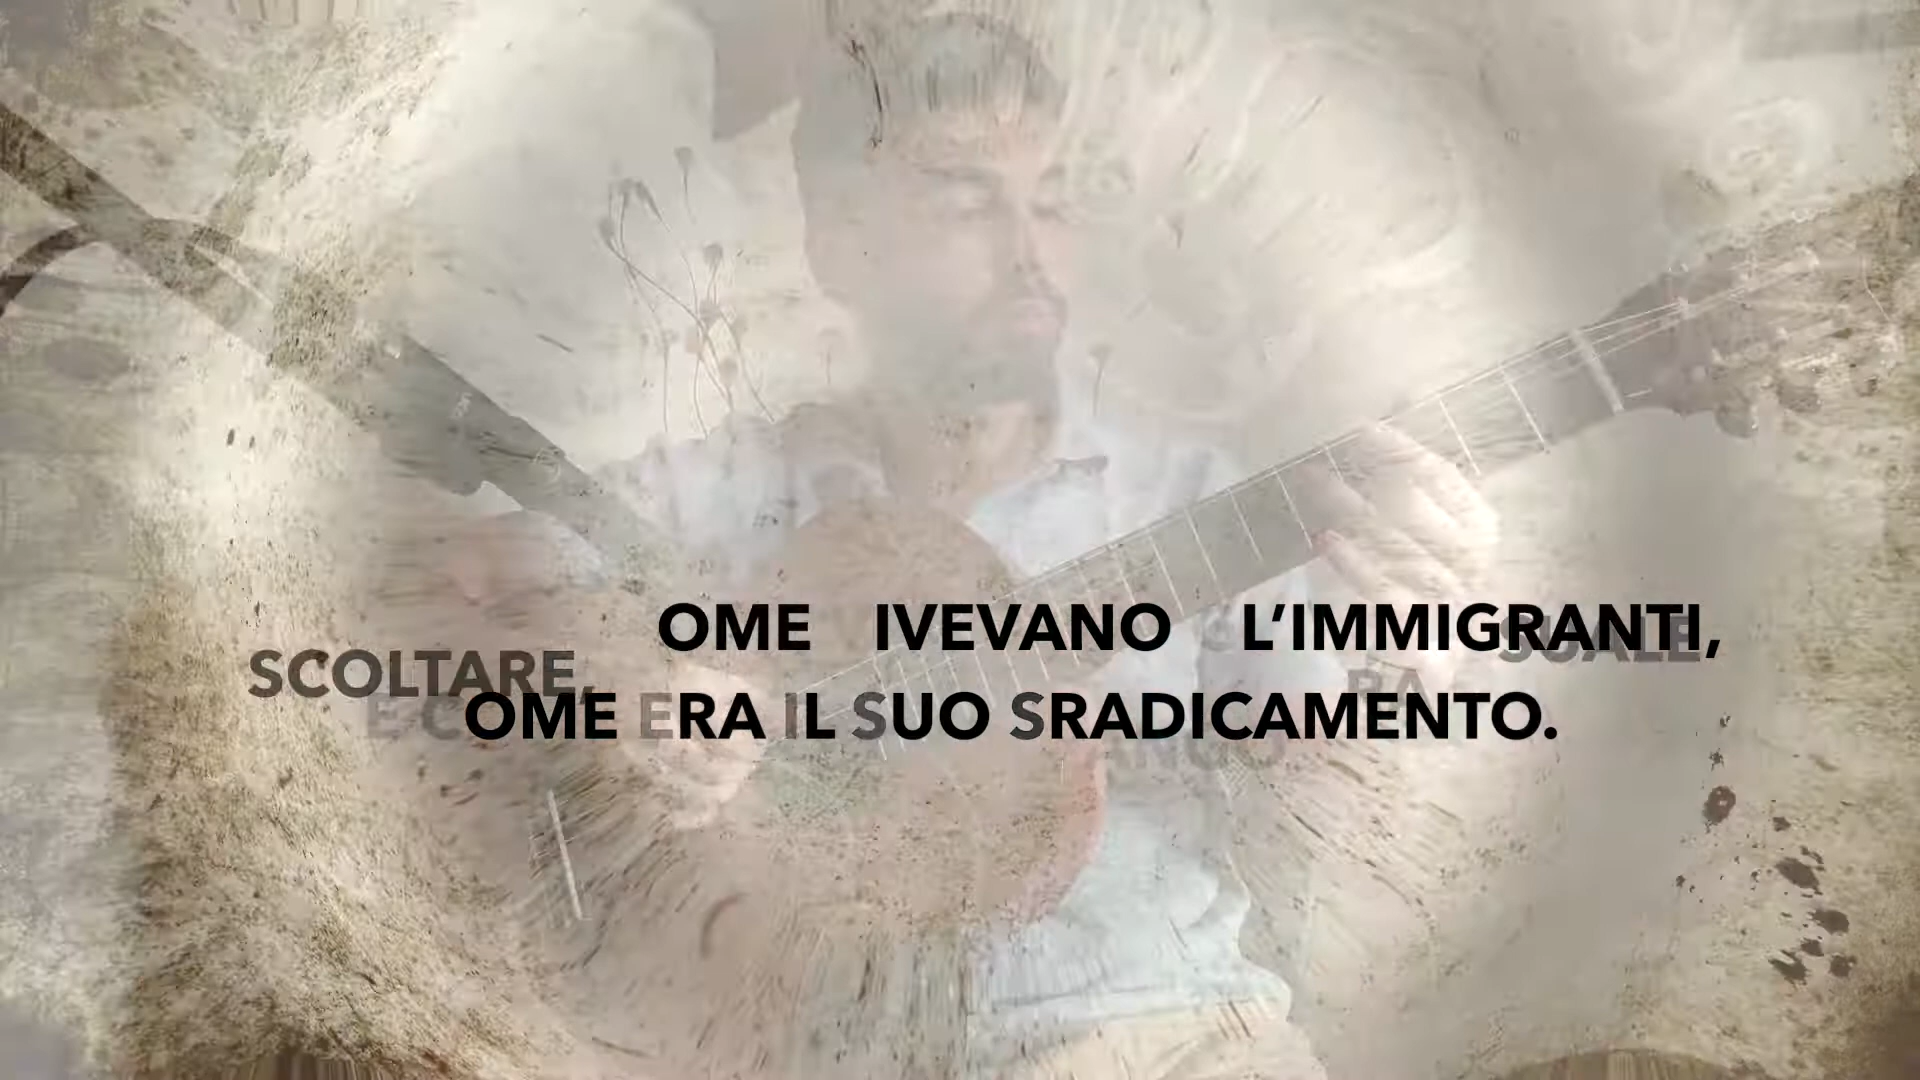 OME IVEVANO L’IMMIGRANTI,
SCOLTARE,
OME ERA IL SUO SRADICAMENTO.